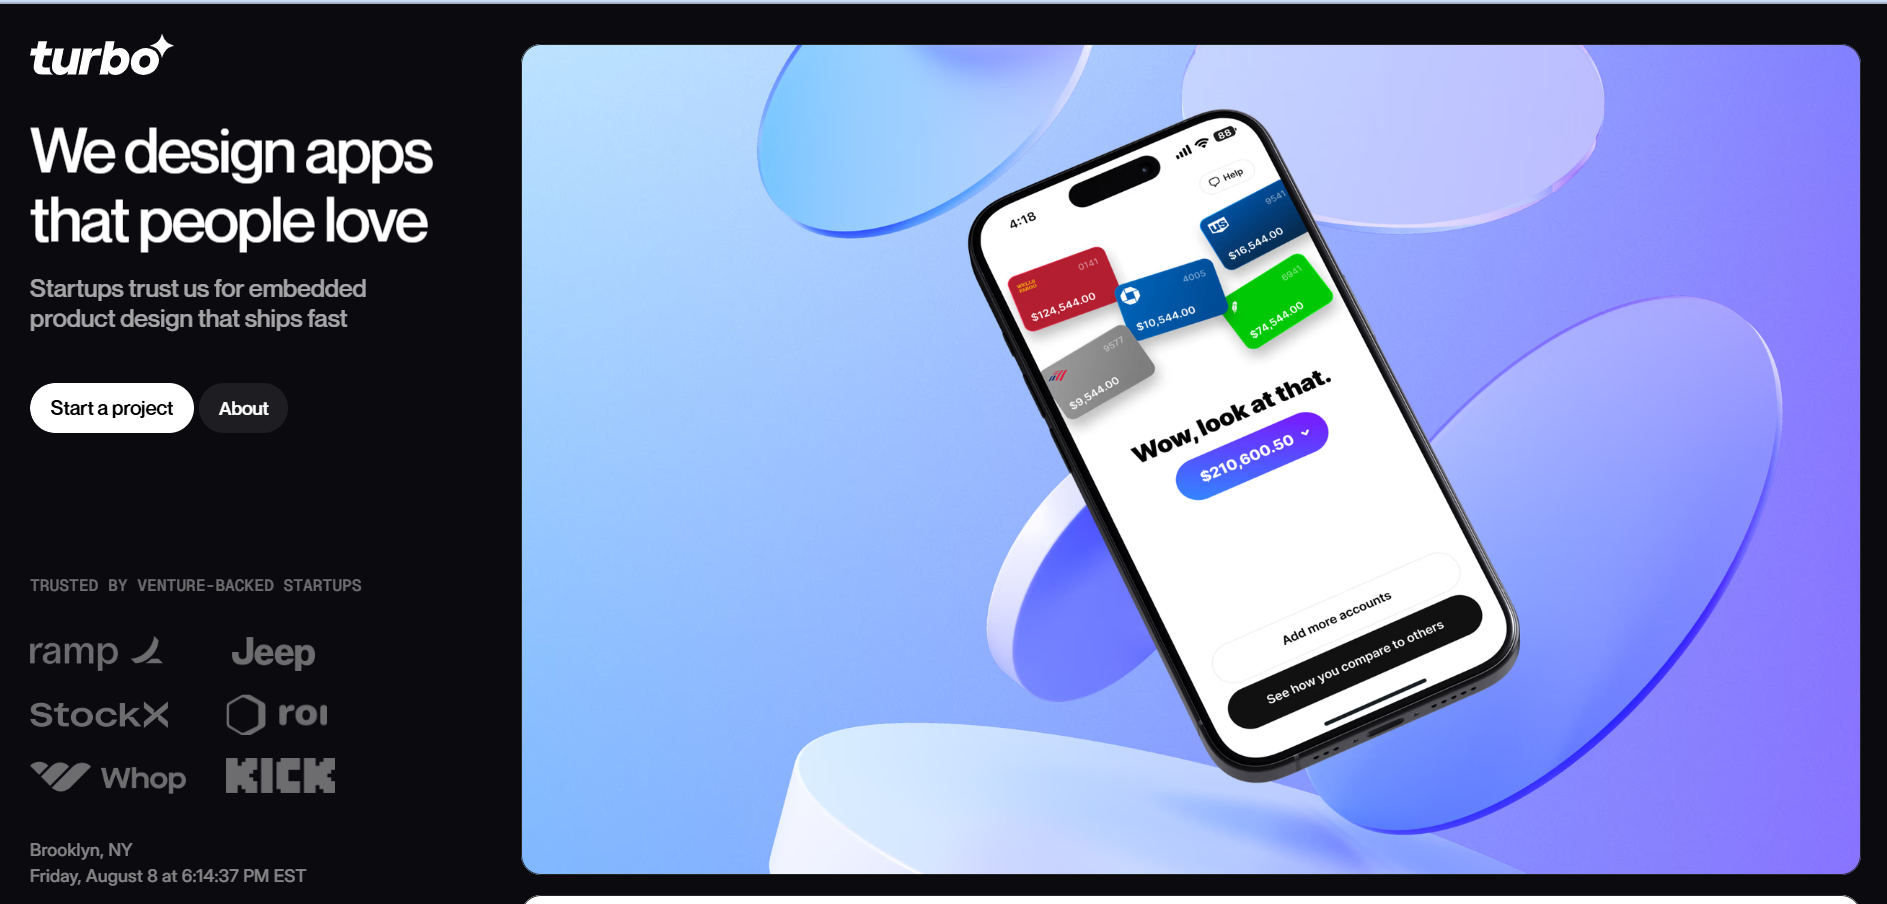 turbo
We design apps
that people love
Startups trust us for embedded
product design that ships fast
Start a project
About
TRUSTED BY VENTURE-BACKED STARTUPS
ramp
Jeep
StockX
roı
Whop
KICK
Brooklyn, NY
Friday, August 8 at 6:14:37 PM EST
4:18
88
Help
9541
US
$16,544.00
0141
WELLS
FARGO
$124,544.00
4005
$10,544.00
6941
$74,544.00
9577
$9,544.00
Wow, look at that.
$210,600.50
Add more accounts
See how you compare to others